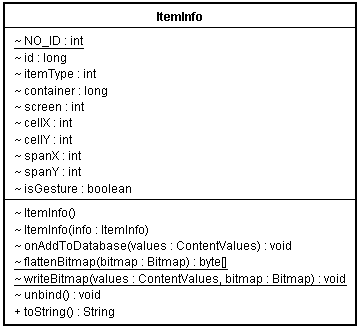 ItemInfo
~ NO_ID : int
~ id : long
~ itemType : int
~ container : long
~ screen : int
~ cellX : int
~ cellY : int
~ spanX : int
~ spanY : int
~ isGesture : boolean
~ ItemInfo()
~ ItemInfo(info : ItemInfo)
~ onAddToDatabase(values : ContentValues) : void
~ flattenBitmap(bitmap : Bitmap) : byte[]
~ writeBitmap(values : ContentValues, bitmap : Bitmap) : void
~ unbind() : void
+ toString() : String